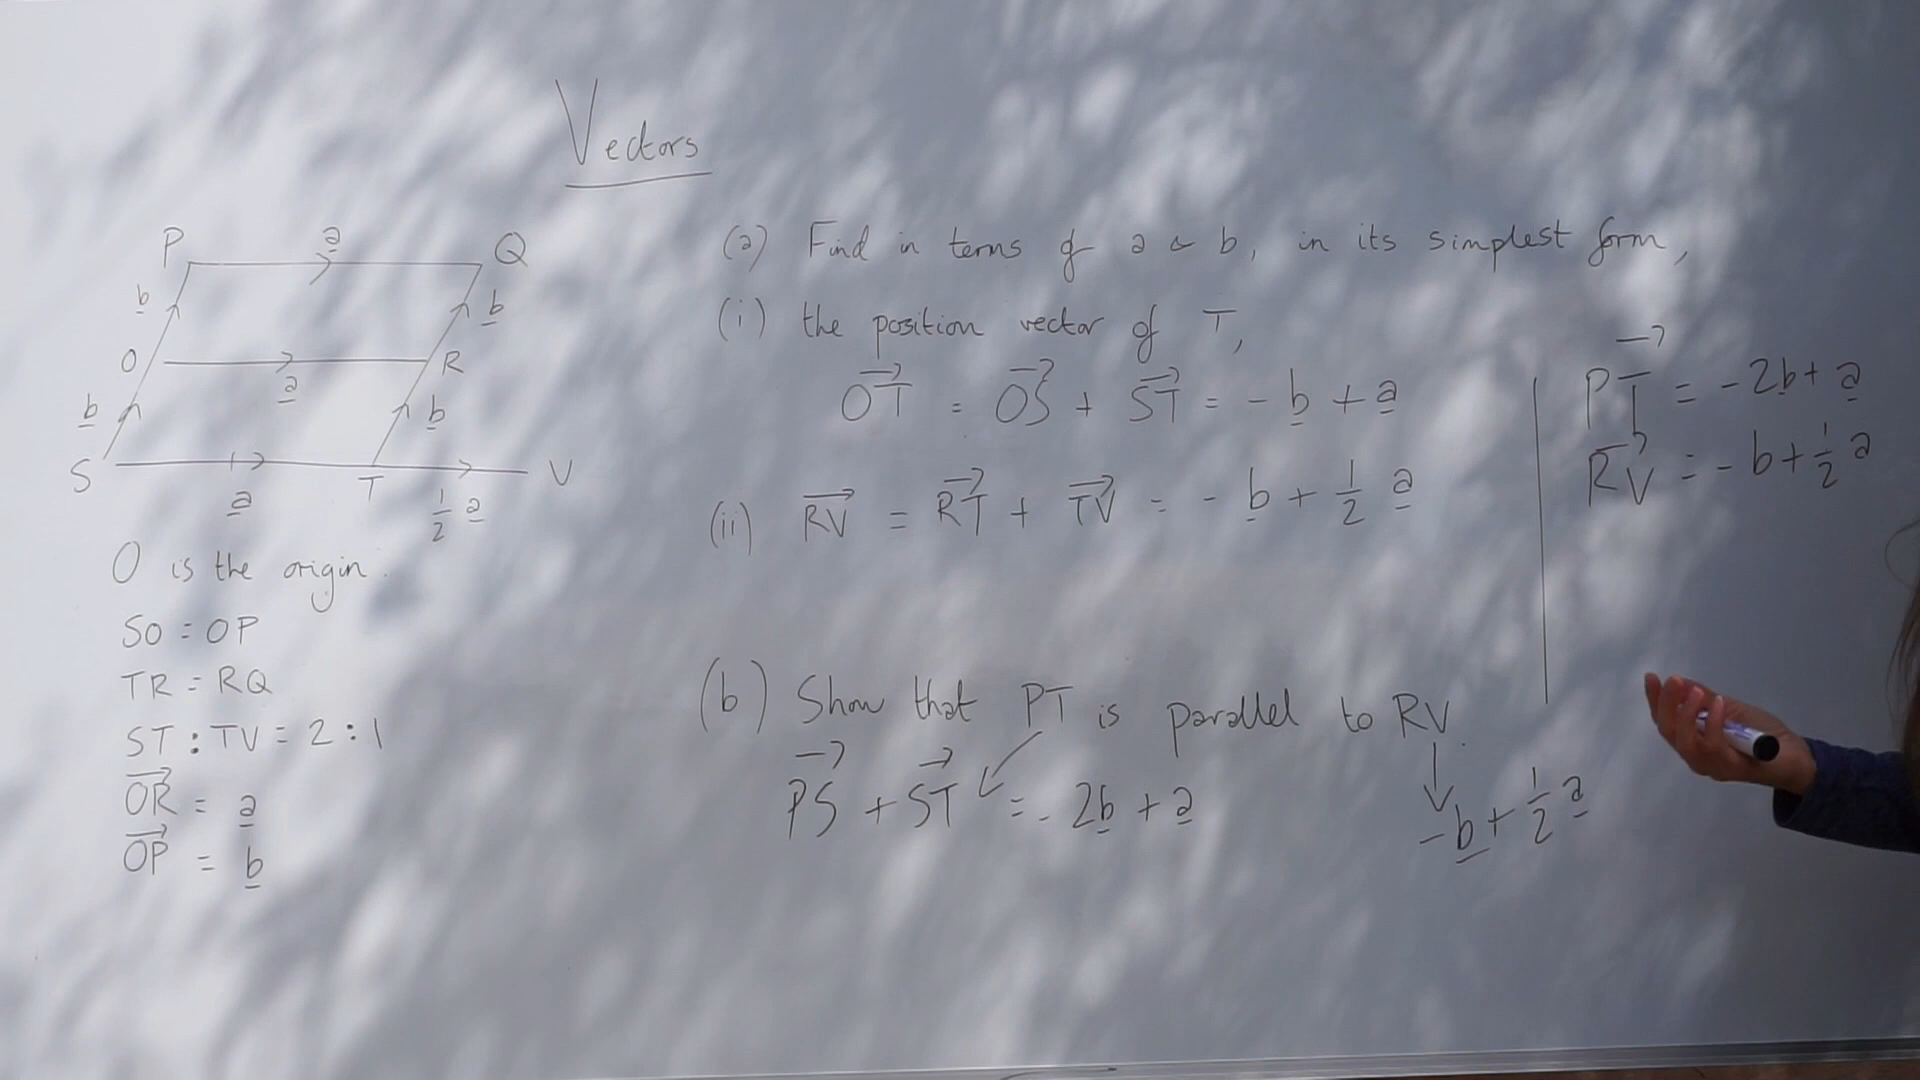 Vectors
P a Q
b b
O R
a
b b
S T V
a 1/2 a
O is the origin.
SO = OP
TR = RQ
ST : TV = 2 : 1
→OR = a
→OP = b
(a) Find in terms of a & b, in its simplest form,
(i) the position vector of T,
→OT = →OS + →ST = - b + a
(ii) →RV = →RT + →TV = - b + 1/2 a
(b) Show that PT is parallel to RV.
→PS + →ST = - 2b + a
-b + 1/2 a
→PT = - 2b + a
→RV = - b + 1/2 a